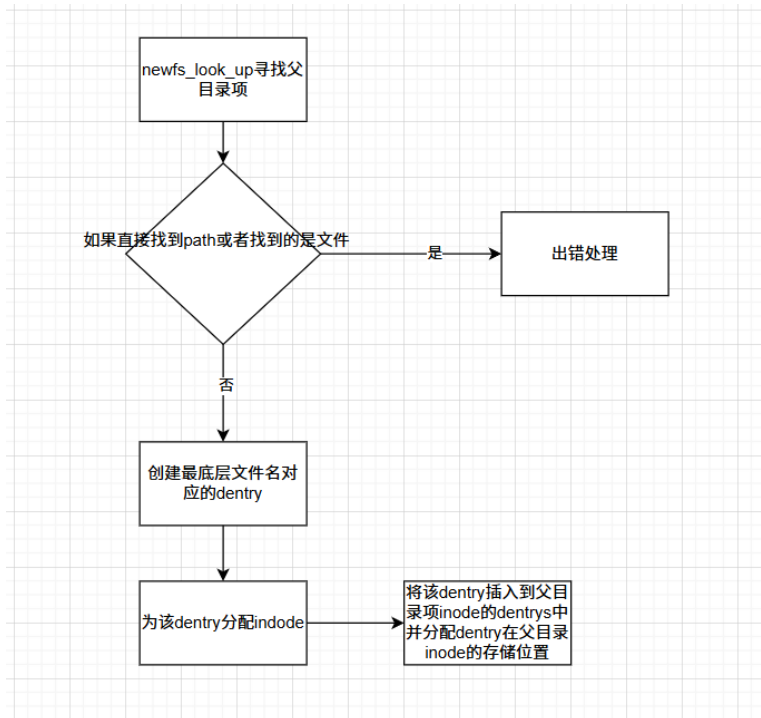 newfs_look_up寻找父
目录项
如果直接找到path或者找到的是文件
是
出错处理
否
创建最底层文件名对
应的dentry
为该dentry分配indode
将该dentry插入到父目
录项inode的dentrys中
并分配dentry在父目录
inode的存储位置